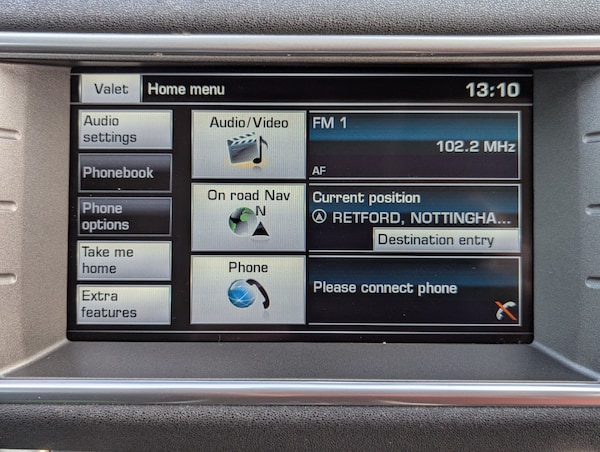 Valet
Home menu
13:10
Audio
settings
Phonebook
Phone
options
Take me
home
Extra
features
Audio/Video
FM 1
102.2 MHz
AF
On road Nav
N
Current position
RETFORD, NOTTINGHA...
Destination entry
Phone
Please connect phone